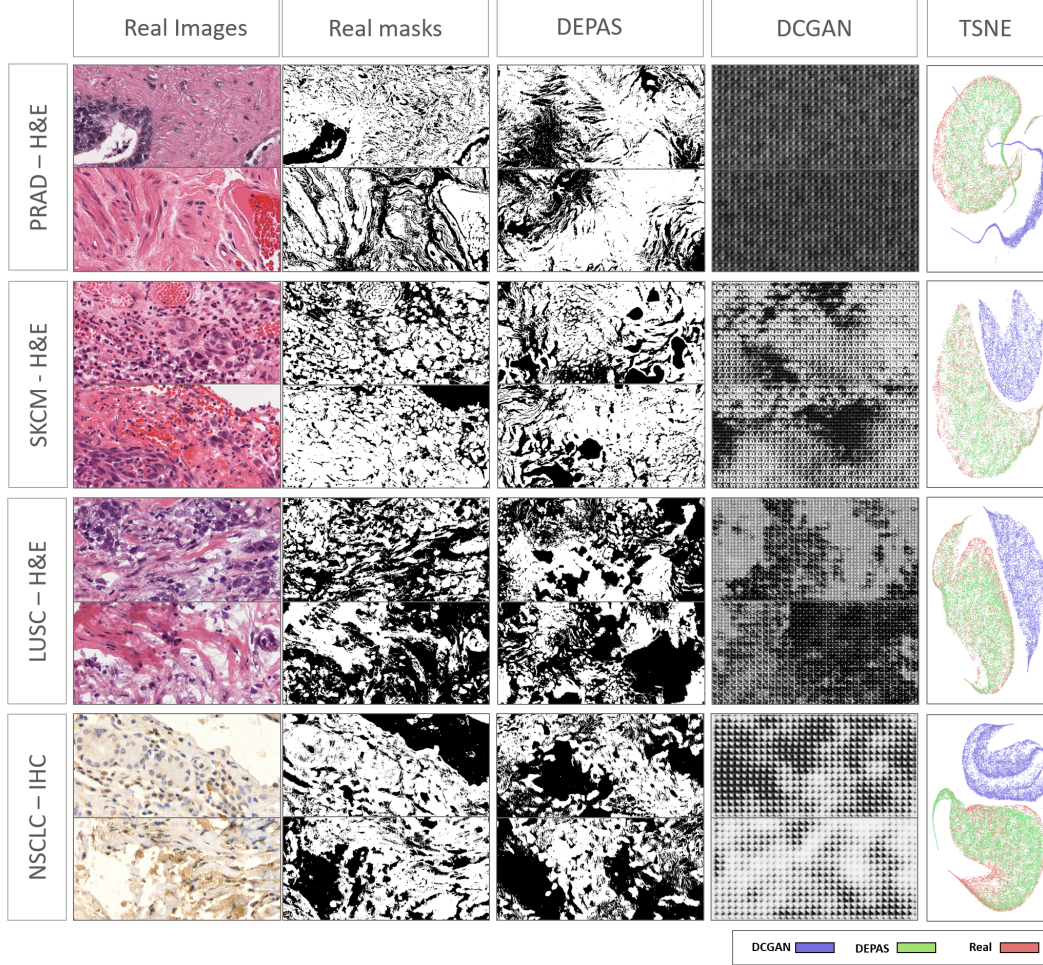 Real Images
Real masks
DEPAS
DCGAN
TSNE
PRAD – H&E
SKCM - H&E
LUSC – H&E
NSCLC – IHC
DCGAN
DEPAS
Real